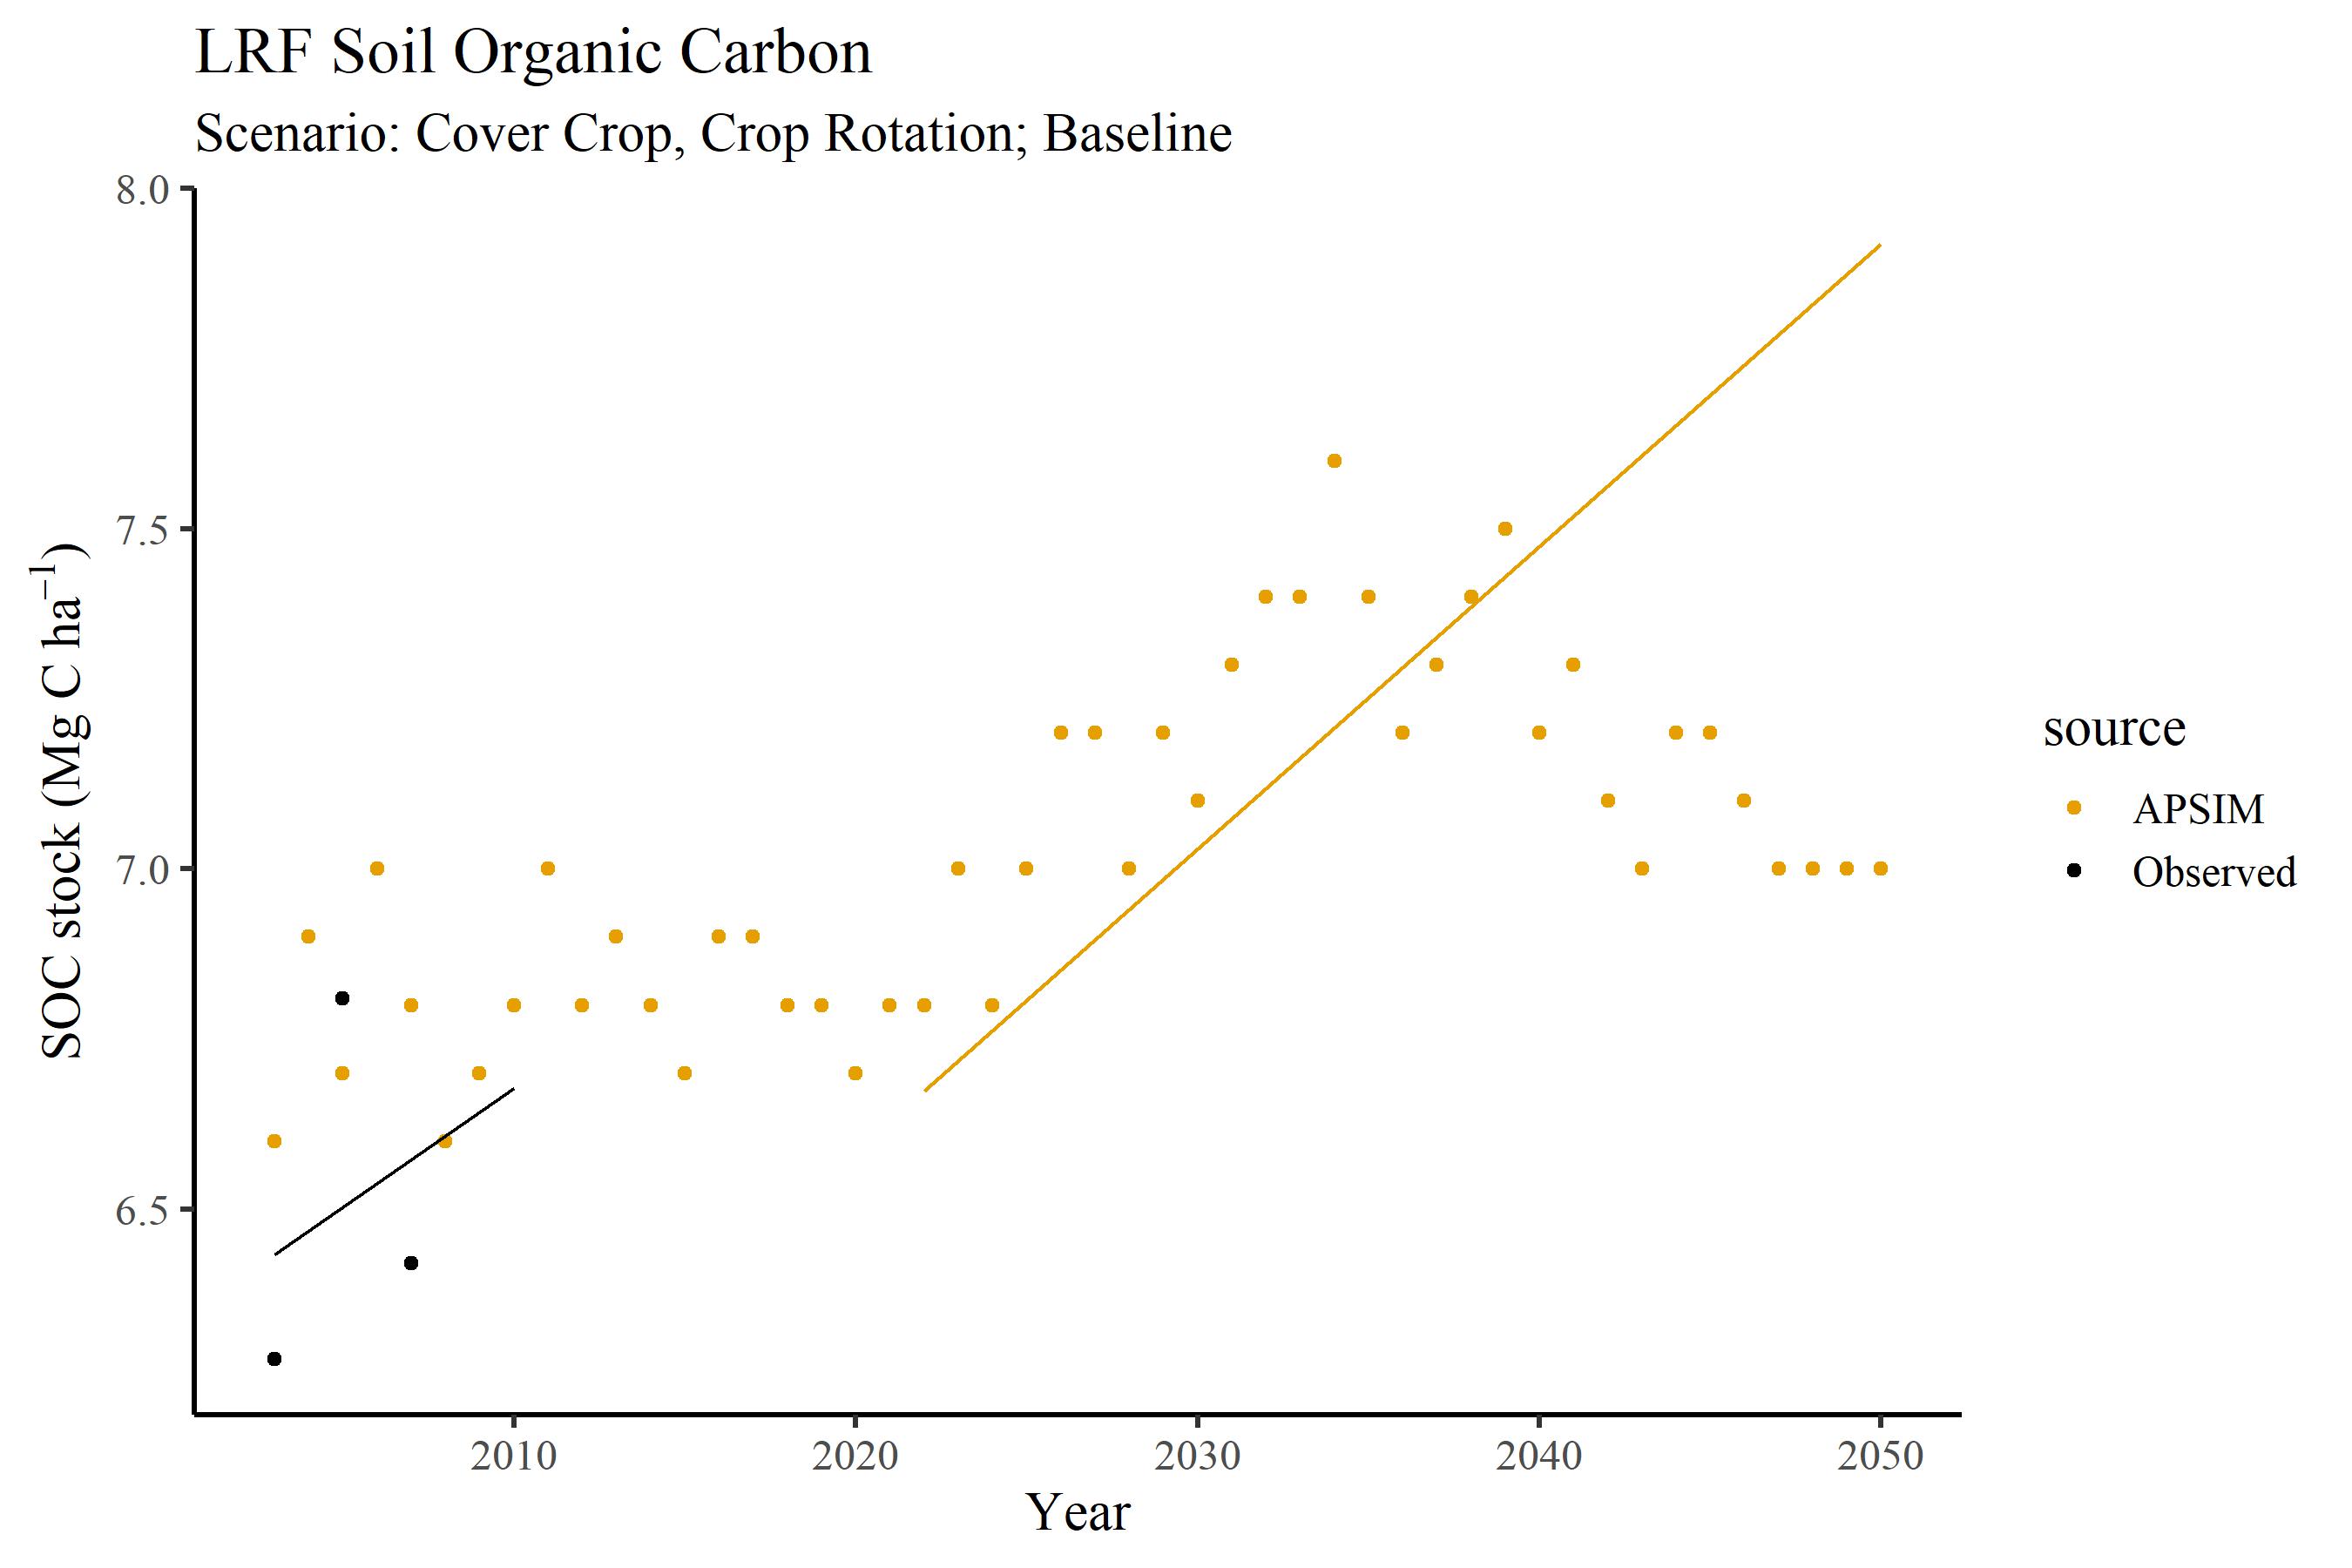 LRF Soil Organic Carbon
Scenario: Cover Crop, Crop Rotation; Baseline
SOC stock (Mg C ha⁻¹)
8.0
7.5
7.0
6.5
2010 2020 2030 2040 2050
Year
source
APSIM
Observed